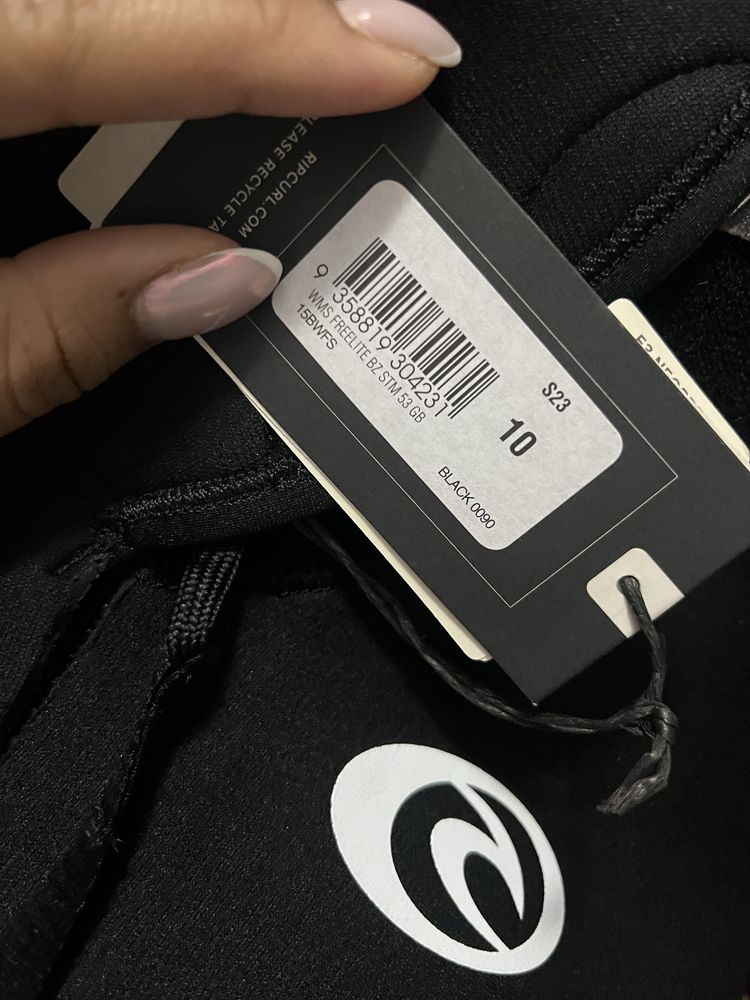 PLEASE RECYCLE TA
RIPCURL.COM
9 358819 304231
WMS FREELITE BZ STM 53 GB
15BWFS
S23
10
BLACK 0090